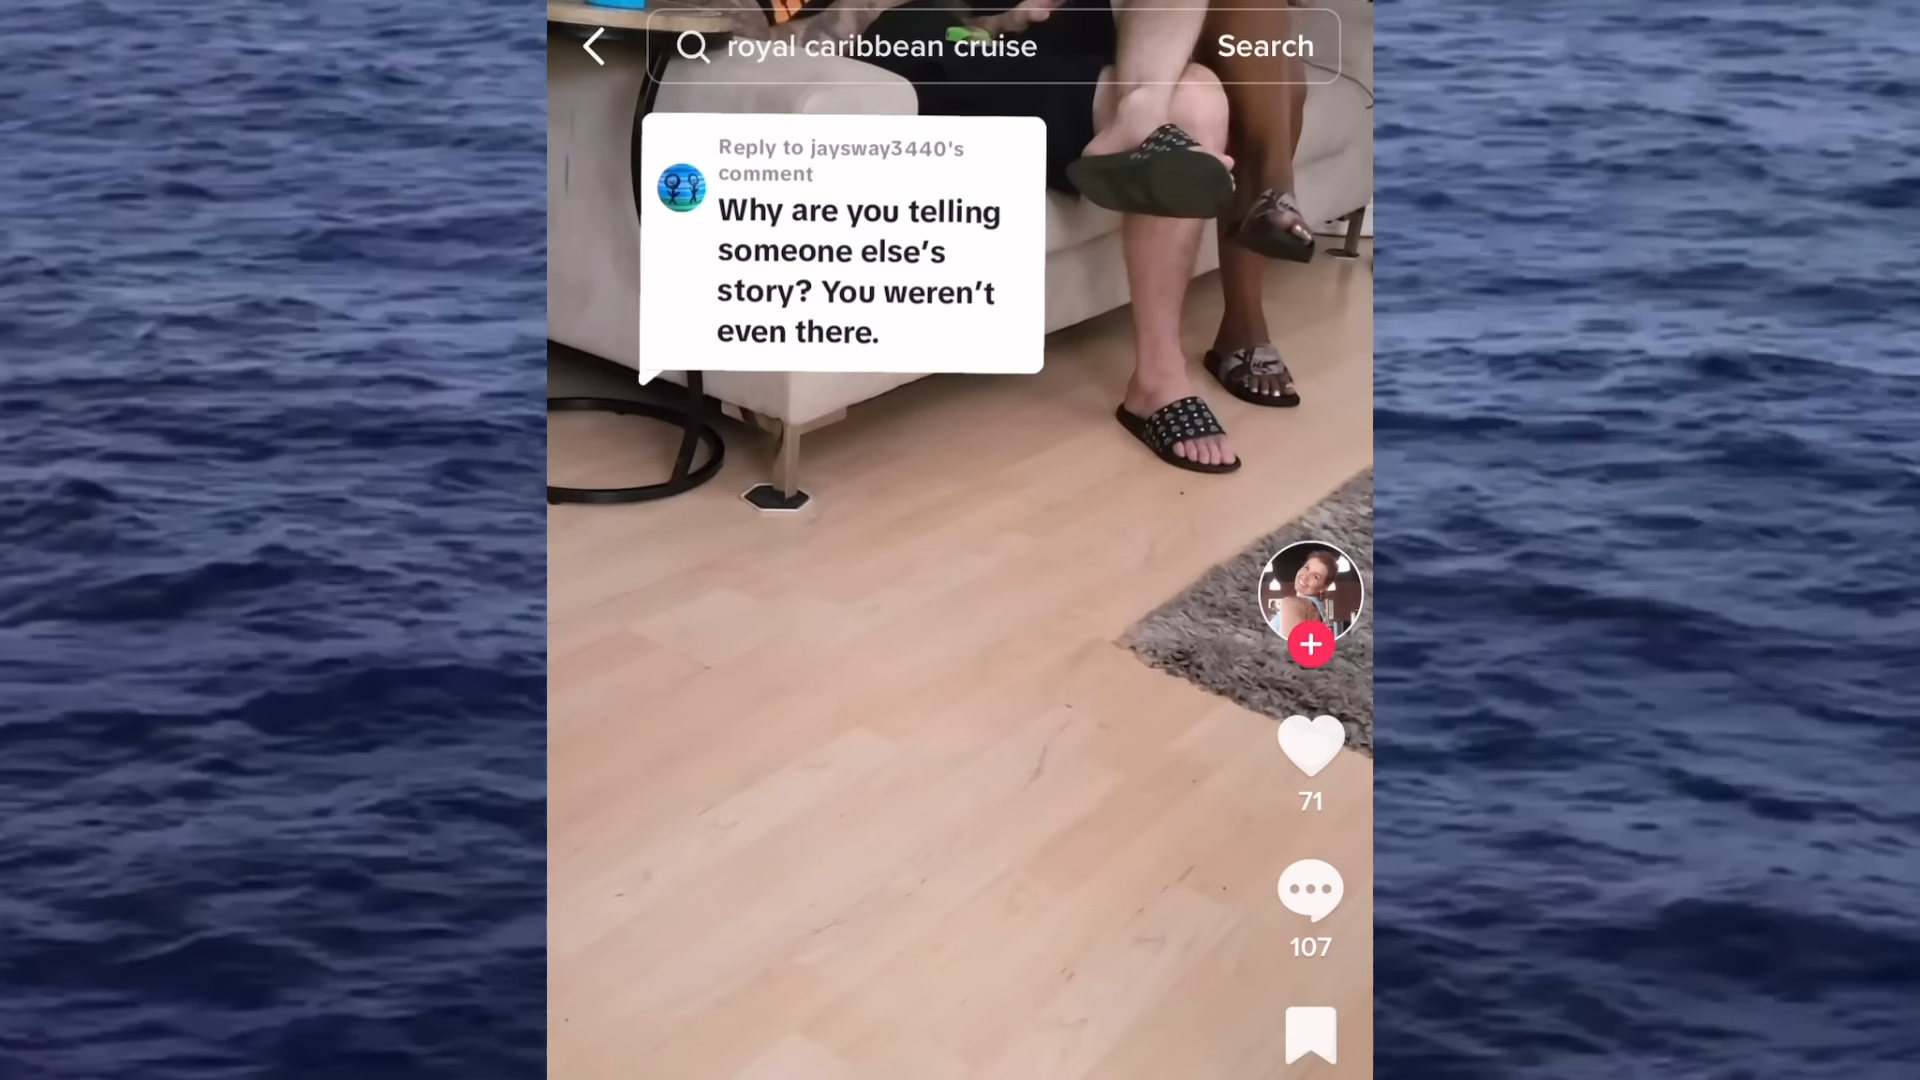 royal caribbean cruise
Search
Reply to jaysway3440's
comment
Why are you telling
someone else’s
story? You weren’t
even there.
71
107